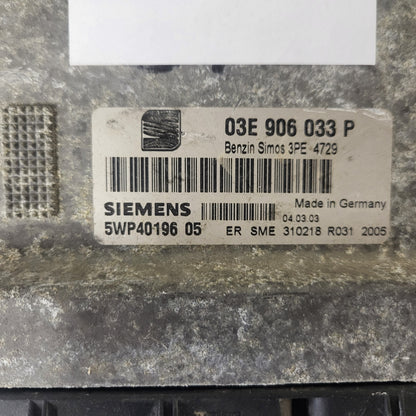 03E 906 033 P
Benzin Simos 3PE 4729
SIEMENS
Made in Germany
04.03.03
5WP40196 05
ER SME 310218 R031 2005